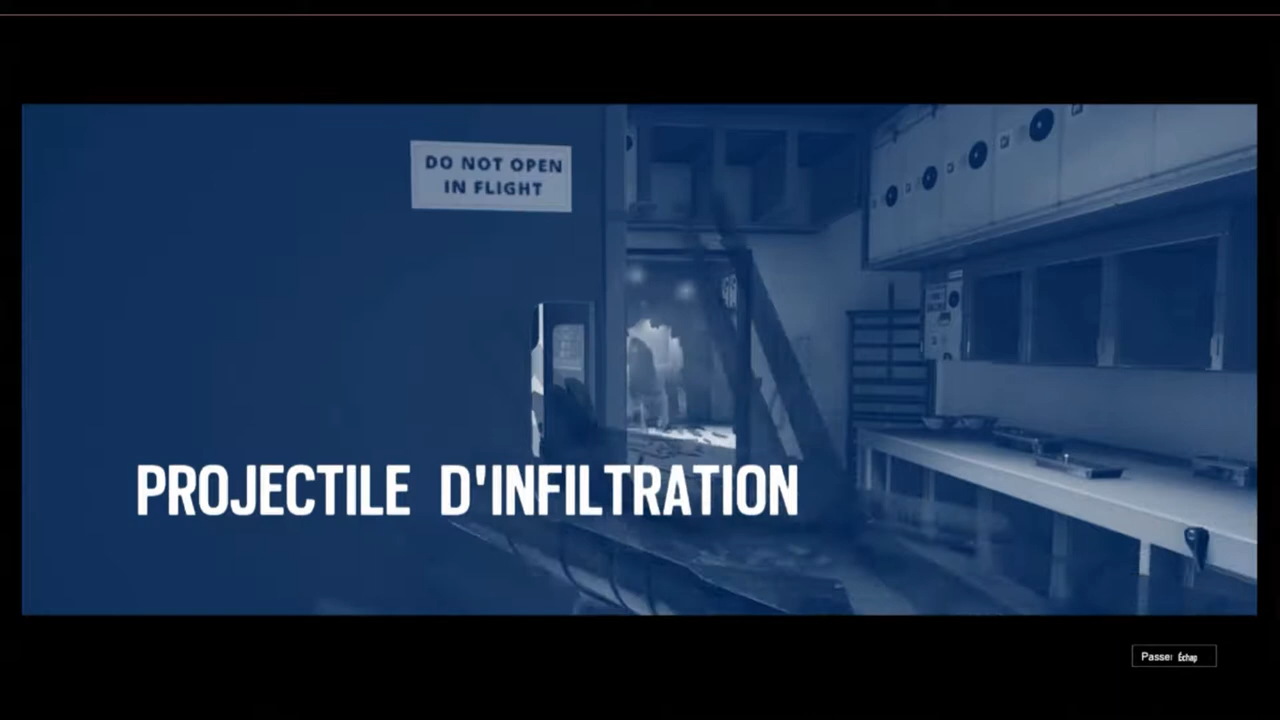 DO NOT OPEN
IN FLIGHT
PROJECTILE D'INFILTRATION
Passer Échap